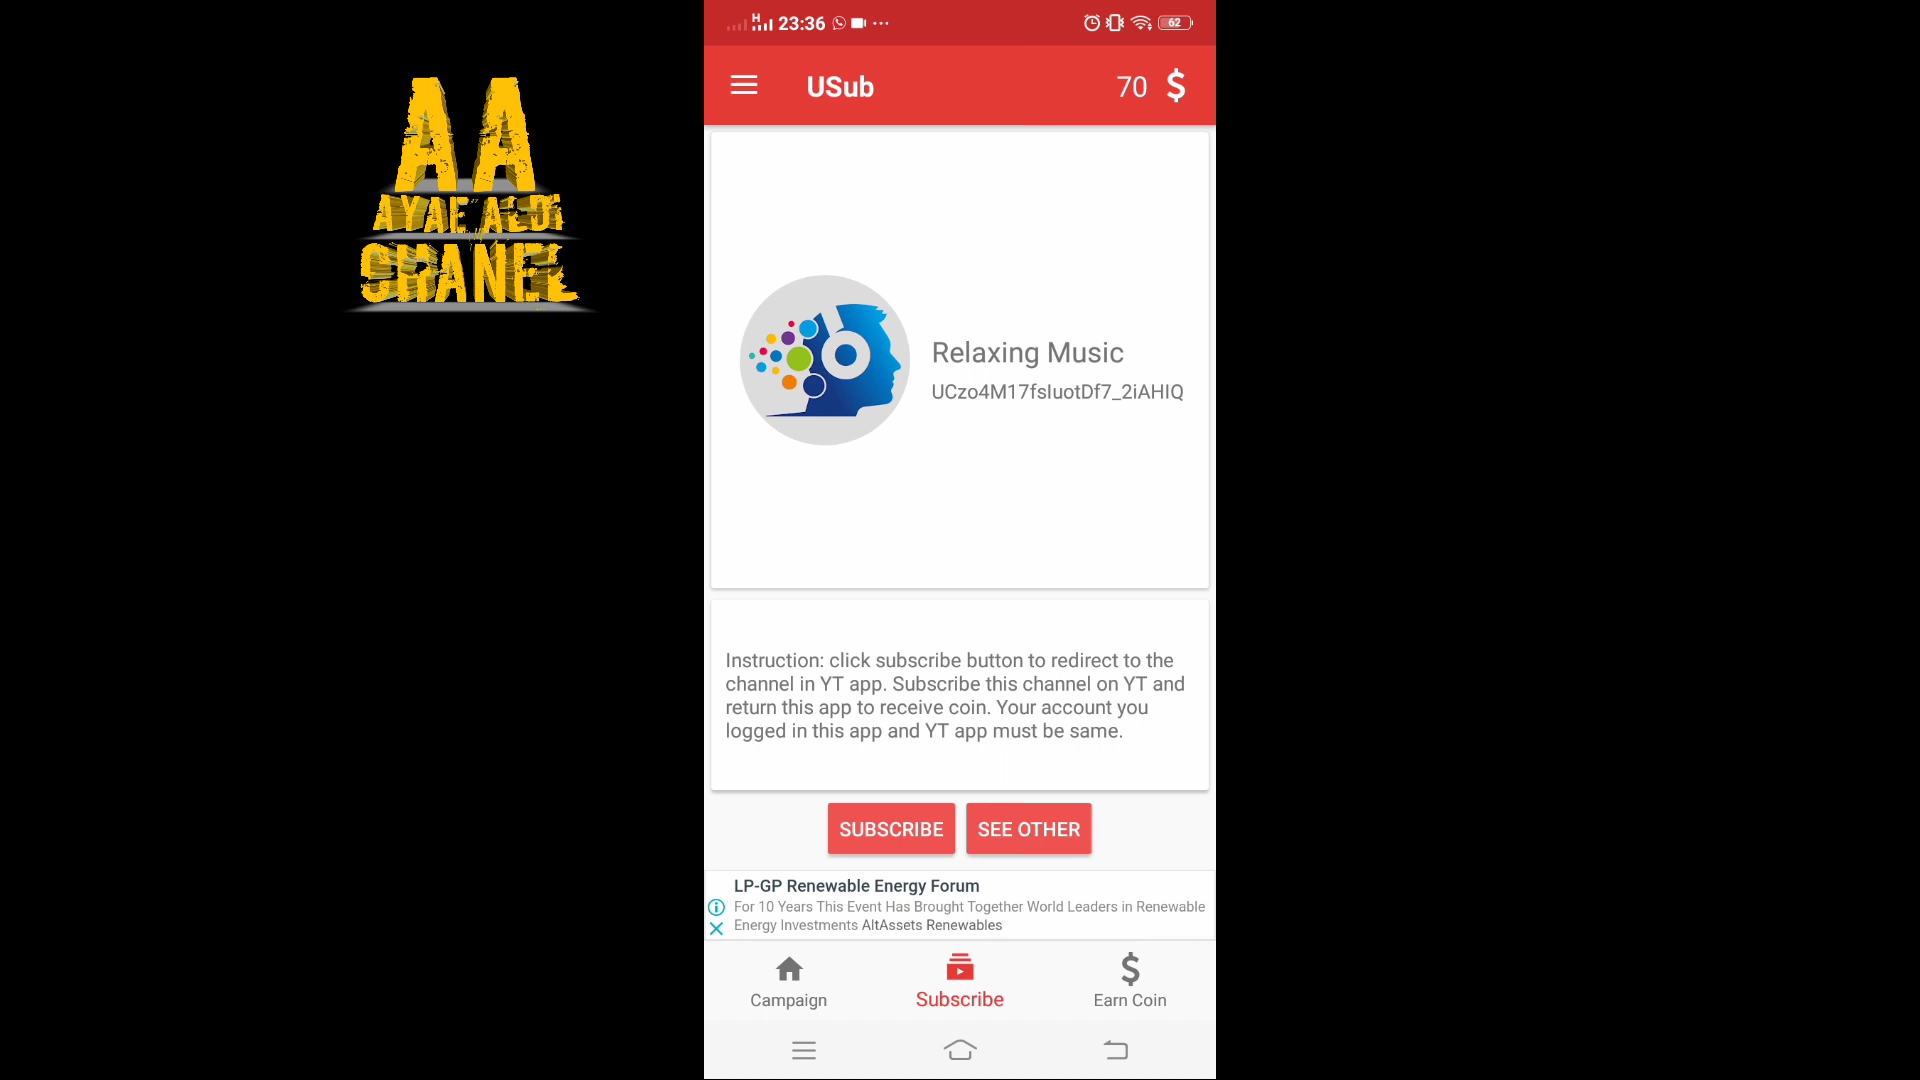 AA
AYAE ALDI
CHANEL
H
23:36
62
USub
70 $
Relaxing Music
UCzo4M17fsIuotDf7_2iAHIQ
Instruction: click subscribe button to redirect to the
channel in YT app. Subscribe this channel on YT and
return this app to receive coin. Your account you
logged in this app and YT app must be same.
SUBSCRIBE
SEE OTHER
LP-GP Renewable Energy Forum
For 10 Years This Event Has Brought Together World Leaders in Renewable
Energy Investments AltAssets Renewables
Campaign
Subscribe
Earn Coin